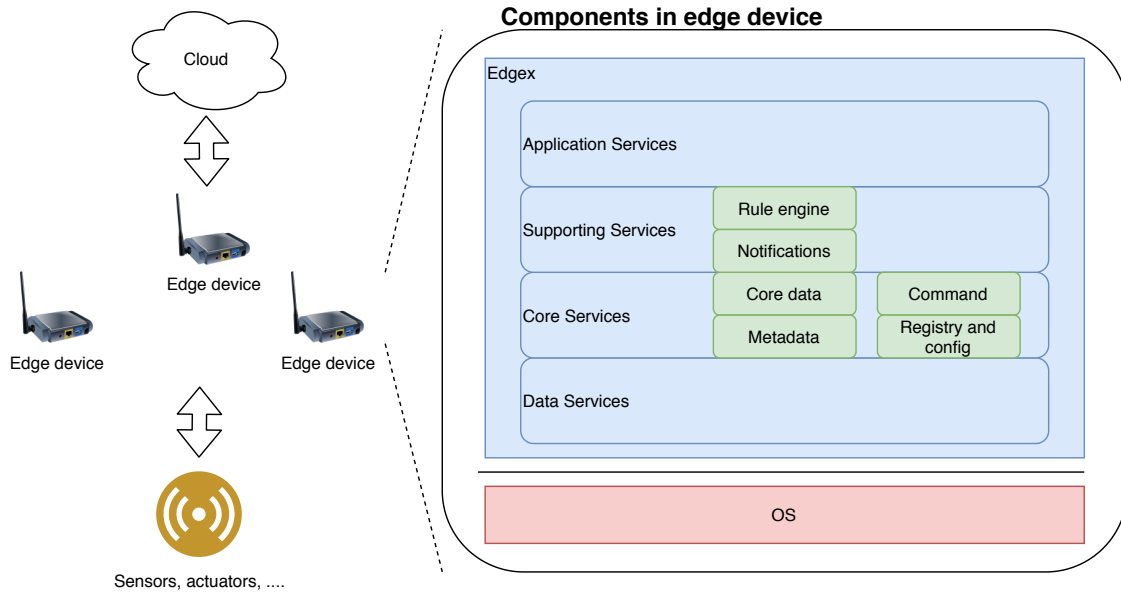 Components in edge device
Cloud
Edge device
Edge device
Edge device
Sensors, actuators, ....
Edgex
Application Services
Supporting Services
Rule engine
Notifications
Core Services
Core data
Command
Metadata
Registry and
config
Data Services
OS